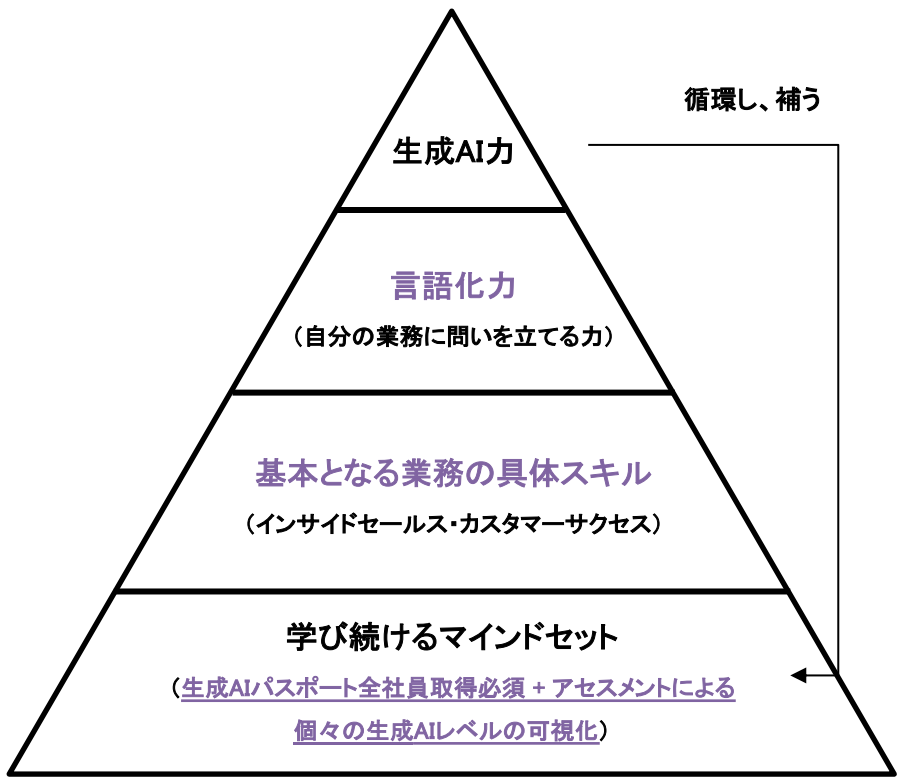 循環し、補う
生成AI力
言語化力
（自分の業務に問いを立てる力）
基本となる業務の具体スキル
（インサイドセールス・カスタマーサクセス）
学び続けるマインドセット
（生成AIパスポート全社員取得必須 + アセスメントによる
個々の生成AIレベルの可視化）